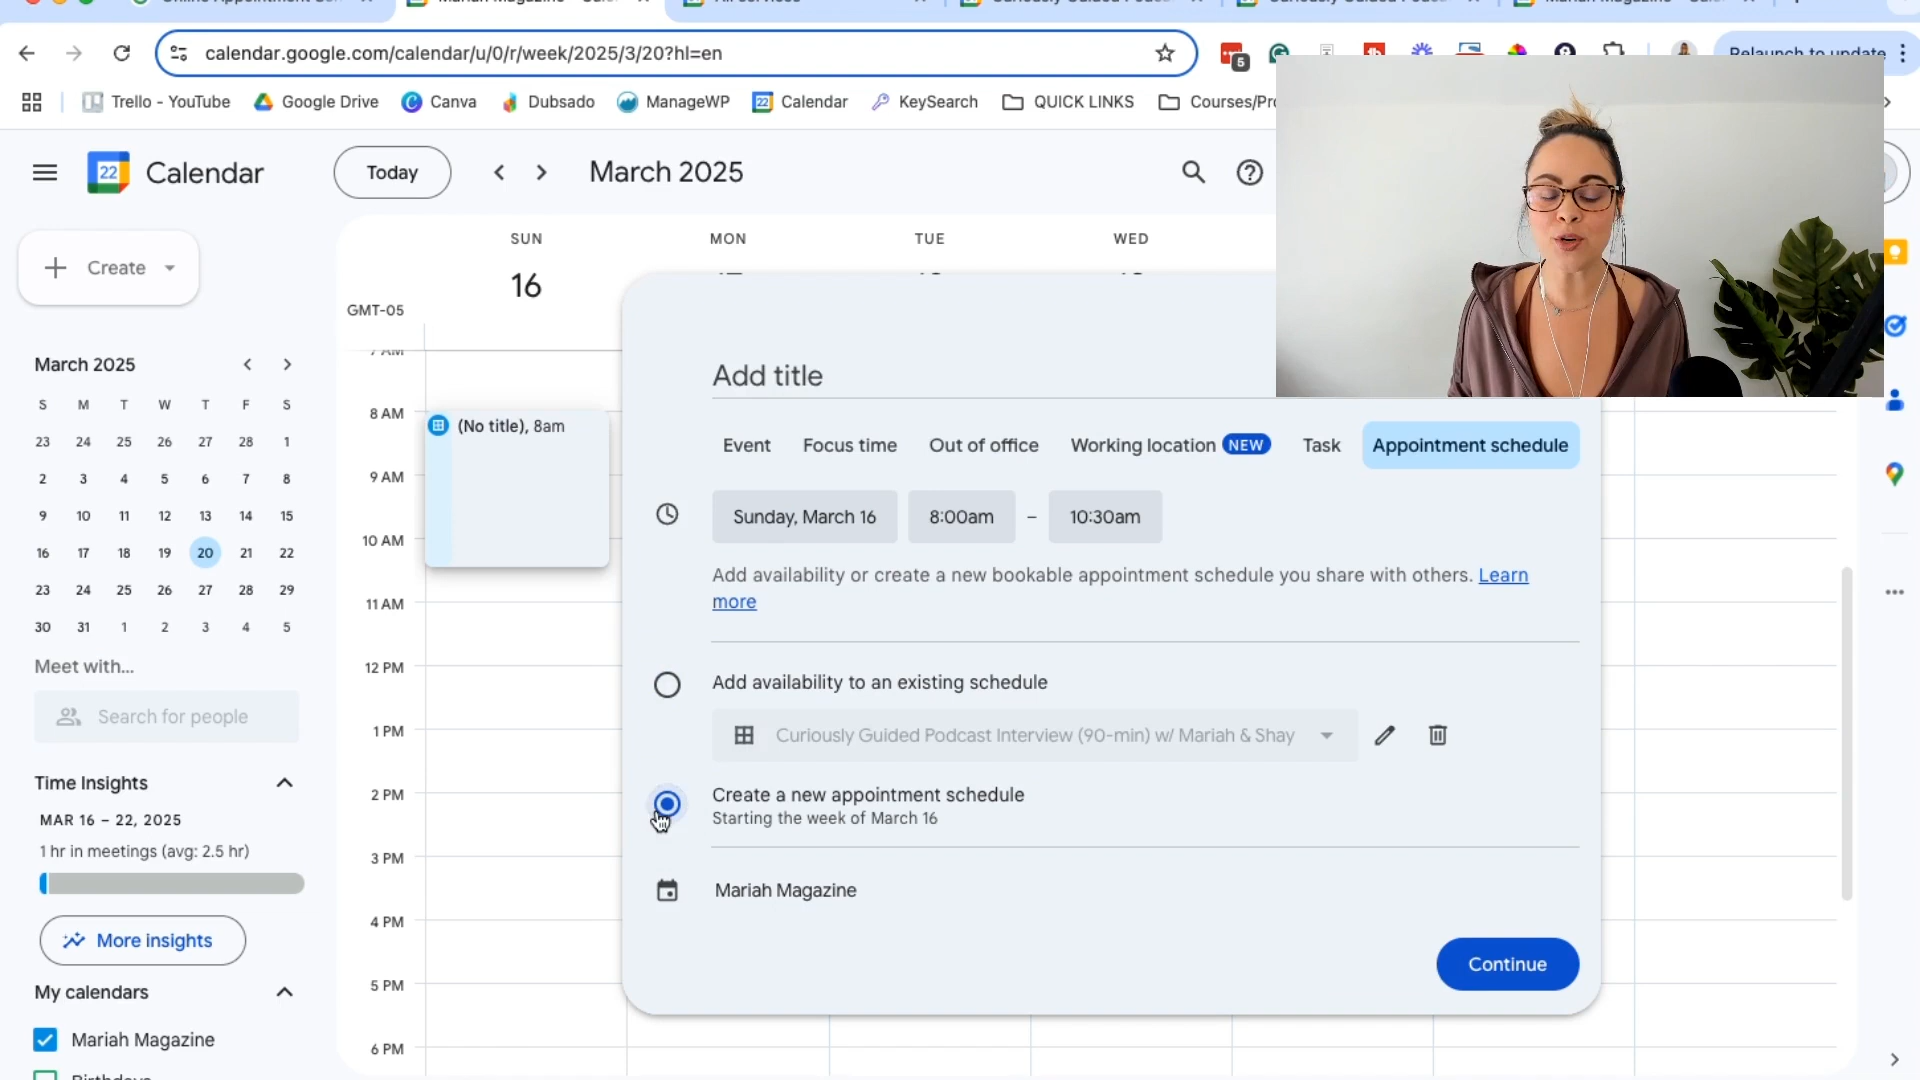 calendar.google.com/calendar/u/0/r/week/2025/3/20?hl=en
5
Relaunch to update
Trello - YouTube
Google Drive
Canva
Dubsado
ManageWP
22
Calendar
KeySearch
QUICK LINKS
22
Calendar
Today
March 2025
Create
SUN
MON
TUE
WED
16
GMT-05
March 2025
S M T W T F S
23 24 25 26 27 28 1
2 3 4 5 6 7 8
9 10 11 12 13 14 15
16 17 18 19 20 21 22
23 24 25 26 27 28 29
30 31 1 2 3 4 5
Meet with...
Search for people
Time Insights
MAR 16 – 22, 2025
1 hr in meetings (avg: 2.5 hr)
More insights
My calendars
Mariah Magazine
Birthdays
7 AM
8 AM
9 AM
10 AM
11 AM
12 PM
1 PM
2 PM
3 PM
4 PM
5 PM
6 PM
(No title), 8am
Add title
Event
Focus time
Out of office
Working location NEW
Task
Appointment schedule
Sunday, March 16
8:00am – 10:30am
Add availability or create a new bookable appointment schedule you share with others. Learn
more
Add availability to an existing schedule
Curiously Guided Podcast Interview (90-min) w/ Mariah & Shay
Create a new appointment schedule
Starting the week of March 16
Mariah Magazine
Continue